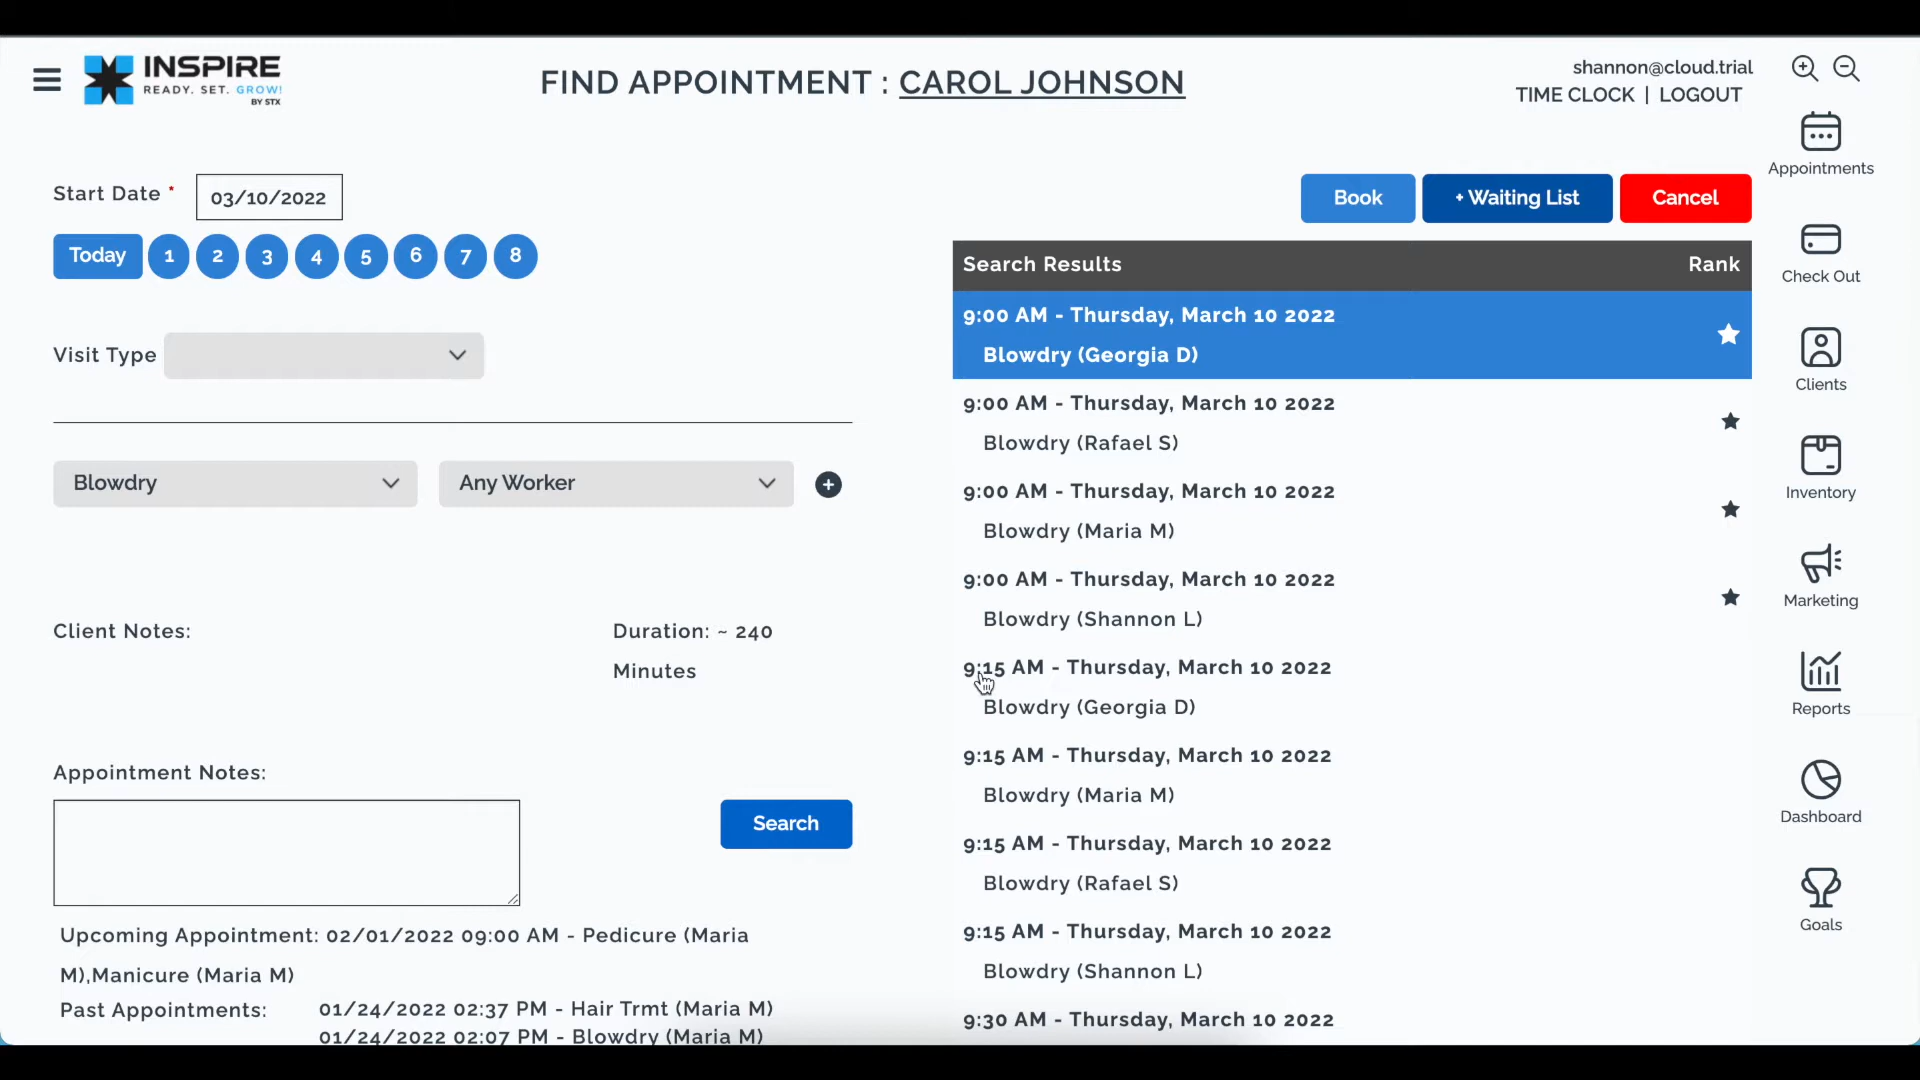 INSPIRE
READY. SET. GROW!
BY STX
FIND APPOINTMENT : CAROL JOHNSON
shannon@cloud.trial
TIME CLOCK | LOGOUT
Start Date * 03/10/2022
Today 1 2 3 4 5 6 7 8
Visit Type
Blowdry Any Worker
Client Notes:
Duration: ~ 240
Minutes
Appointment Notes:
Search
Upcoming Appointment: 02/01/2022 09:00 AM - Pedicure (Maria
M),Manicure (Maria M)
Past Appointments: 01/24/2022 02:37 PM - Hair Trmt (Maria M)
01/24/2022 02:07 PM - Blowdry (Maria M)
Book + Waiting List Cancel
Search Results Rank
9:00 AM - Thursday, March 10 2022
Blowdry (Georgia D)
9:00 AM - Thursday, March 10 2022
Blowdry (Rafael S)
9:00 AM - Thursday, March 10 2022
Blowdry (Maria M)
9:00 AM - Thursday, March 10 2022
Blowdry (Shannon L)
9:15 AM - Thursday, March 10 2022
Blowdry (Georgia D)
9:15 AM - Thursday, March 10 2022
Blowdry (Maria M)
9:15 AM - Thursday, March 10 2022
Blowdry (Rafael S)
9:15 AM - Thursday, March 10 2022
Blowdry (Shannon L)
9:30 AM - Thursday, March 10 2022
Appointments
Check Out
Clients
Inventory
Marketing
Reports
Dashboard
Goals